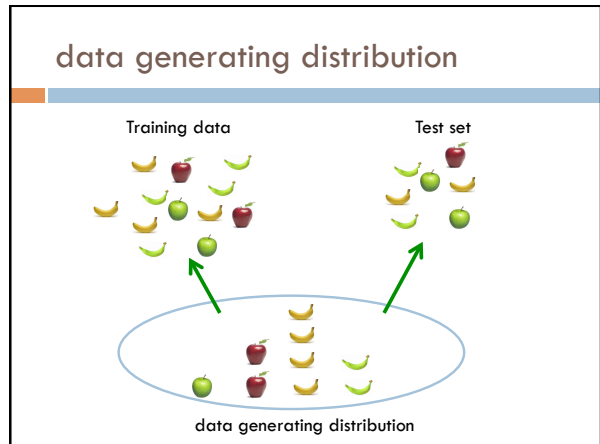 data generating distribution
Training data
Test set
data generating distribution